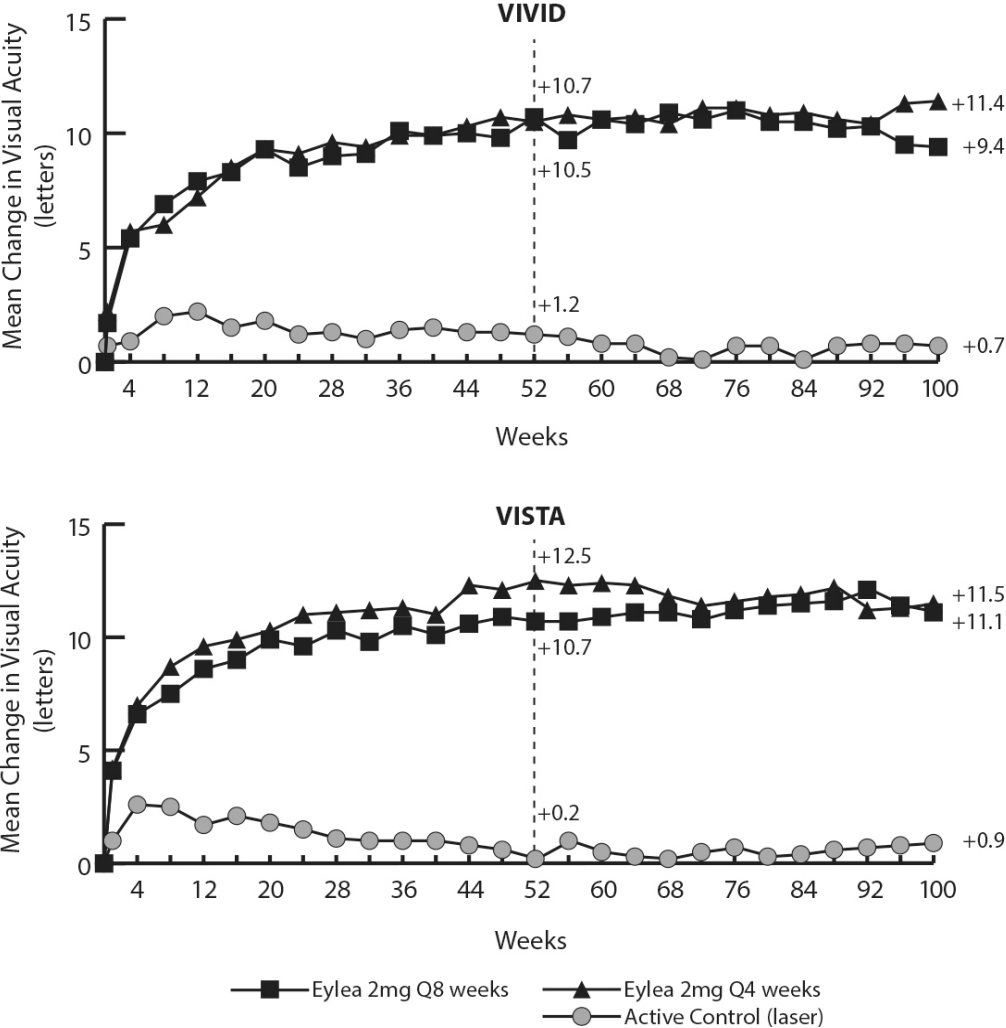 VIVID
15
10
5
0
Mean Change in Visual Acuity
(letters)
+10.7
+10.5
+1.2
+11.4
+9.4
+0.7
4 12 20 28 36 44 52 60 68 76 84 92 100
Weeks
VISTA
15
10
5
0
Mean Change in Visual Acuity
(letters)
+12.5
+10.7
+0.2
+11.5
+11.1
+0.9
4 12 20 28 36 44 52 60 68 76 84 92 100
Weeks
Eylea 2mg Q8 weeks Eylea 2mg Q4 weeks
Active Control (laser)